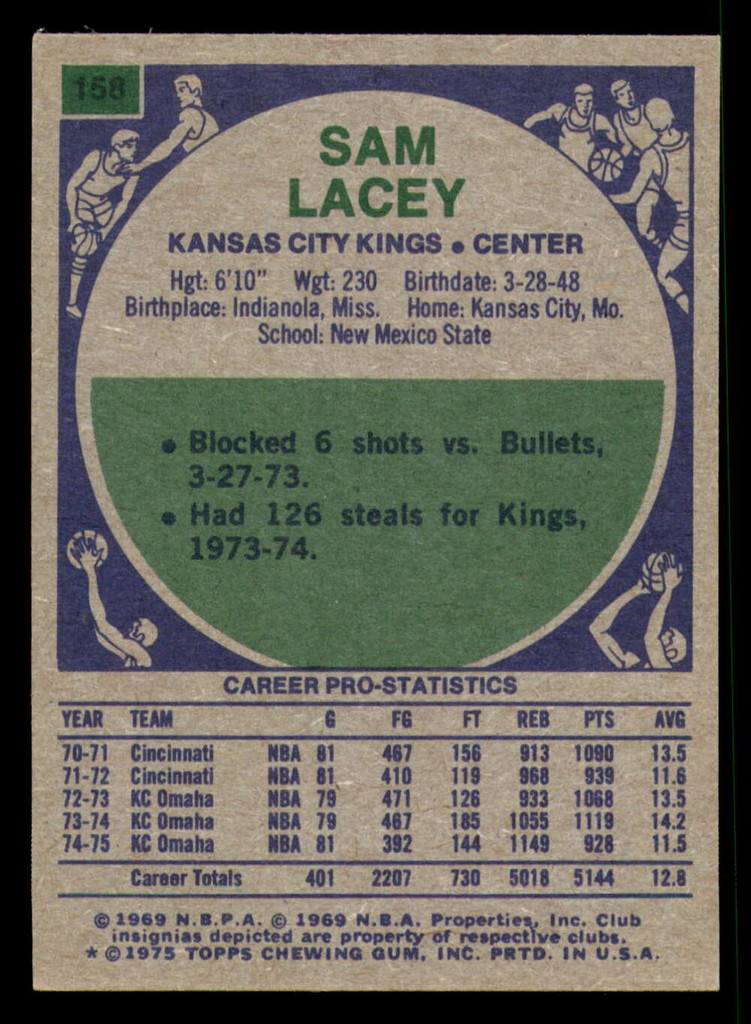 158
SAM
LACEY
KANSAS CITY KINGS • CENTER
Hgt: 6'10" Wgt: 230 Birthdate: 3-28-48
Birthplace: Indianola, Miss. Home: Kansas City, Mo.
School: New Mexico State
• Blocked 6 shots vs. Bullets,
3-27-73.
• Had 126 steals for Kings,
1973-74.
CAREER PRO-STATISTICS
YEAR TEAM G FG FT REB PTS AVG
70-71 Cincinnati NBA 81 467 156 913 1090 13.5
71-72 Cincinnati NBA 81 410 119 968 939 11.6
72-73 KC Omaha NBA 79 471 126 933 1068 13.5
73-74 KC Omaha NBA 79 467 185 1055 1119 14.2
74-75 KC Omaha NBA 81 392 144 1149 928 11.5
Career Totals 401 2207 730 5018 5144 12.8
© 1969 N.B.P.A. © 1969 N.B.A. Properties, Inc. Club
insignias depicted are property of respective clubs.
* © 1975 TOPPS CHEWING GUM, INC. PRTD. IN U.S.A.